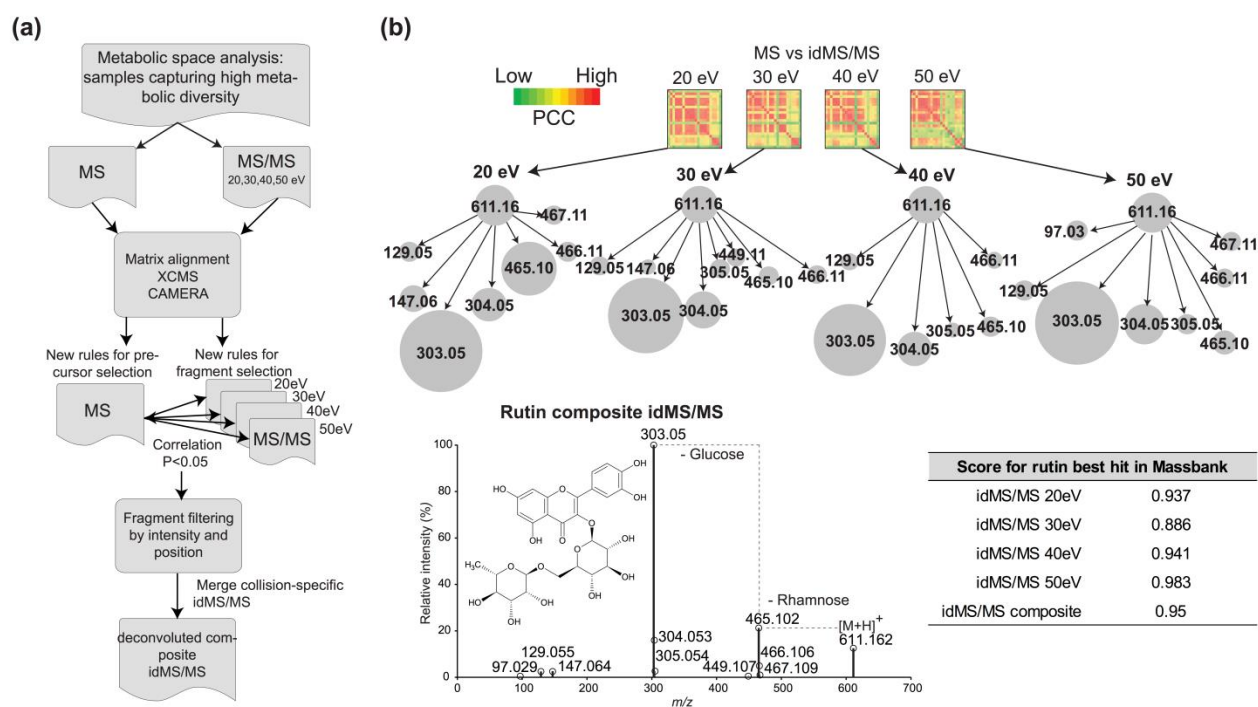 (a)
Metabolic space analysis:
samples capturing high meta-
bolic diversity
MS
MS/MS
20,30,40,50 eV
Matrix alignment
XCMS
CAMERA
New rules for pre-
cursor selection
New rules for
fragment selection
MS
20eV
30eV
40eV
50eV
MS/MS
Correlation
P<0.05
Fragment filtering
by intensity and
position
Merge collision-specific
idMS/MS
deconvoluted com-
posite
idMS/MS
(b)
MS vs idMS/MS
20 eV 30 eV 40 eV 50 eV
Low High
PCC
20 eV
611.16
467.11
129.05
466.11
465.10
147.06
304.05
303.05
30 eV
611.16
449.11
129.05
147.06
305.05
465.10
466.11
303.05
304.05
40 eV
611.16
129.05
466.11
303.05
305.05
465.10
304.05
50 eV
611.16
97.03
467.11
466.11
129.05
303.05
304.05
305.05
465.10
Rutin composite idMS/MS
Relative intensity (%)
100
80
60
40
20
0
0 100 200 300 400 500 600 700
m/z
303.05
- Glucose
- Rhamnose
465.102
[M+H]+
611.162
304.053
305.054
129.055
97.029
147.064
449.107
466.106
467.109
OH
OH
HO
O
OH
O
O
OH
O
OH
OH
H3C
O
O
HO
OH
OH
Score for rutin best hit in Massbank
idMS/MS 20eV 0.937
idMS/MS 30eV 0.886
idMS/MS 40eV 0.941
idMS/MS 50eV 0.983
idMS/MS composite 0.95